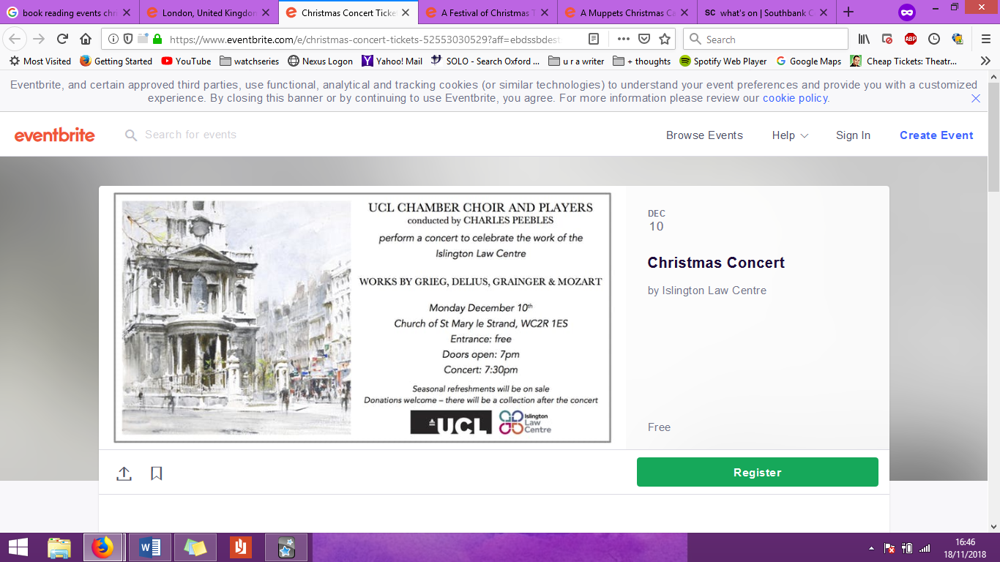 book reading events chri
London, United Kingdor
Christmas Concert Ticke
A Festival of Christmas T
A Muppets Christmas Ca
SC what's on | Southbank C
https://www.eventbrite.com/e/christmas-concert-tickets-52553030529?aff=ebdssbdest
Search
ABP
Most Visited
Getting Started
YouTube
watchseries
Nexus Logon
Yahoo! Mail
SOLO - Search Oxford ...
u r a writer
+ thoughts
Spotify Web Player
Google Maps
Cheap Tickets: Theatr...
Eventbrite, and certain approved third parties, use functional, analytical and tracking cookies (or similar technologies) to understand your event preferences and provide you with a customized
experience. By closing this banner or by continuing to use Eventbrite, you agree. For more information please review our cookie policy.
eventbrite
Search for events
Browse Events
Help
Sign In
Create Event
UCL CHAMBER CHOIR AND PLAYERS
conducted by CHARLES PEEBLES
perform a concert to celebrate the work of the
Islington Law Centre
WORKS BY GRIEG, DELIUS, GRAINGER & MOZART
Monday December 10th
Church of St Mary le Strand, WC2R 1ES
Entrance: free
Doors open: 7pm
Concert: 7:30pm
Seasonal refreshments will be on sale
Donations welcome – there will be a collection after the concert
UCL
Islington
Law
Centre
DEC
10
Christmas Concert
by Islington Law Centre
Free
Register
16:46
18/11/2018